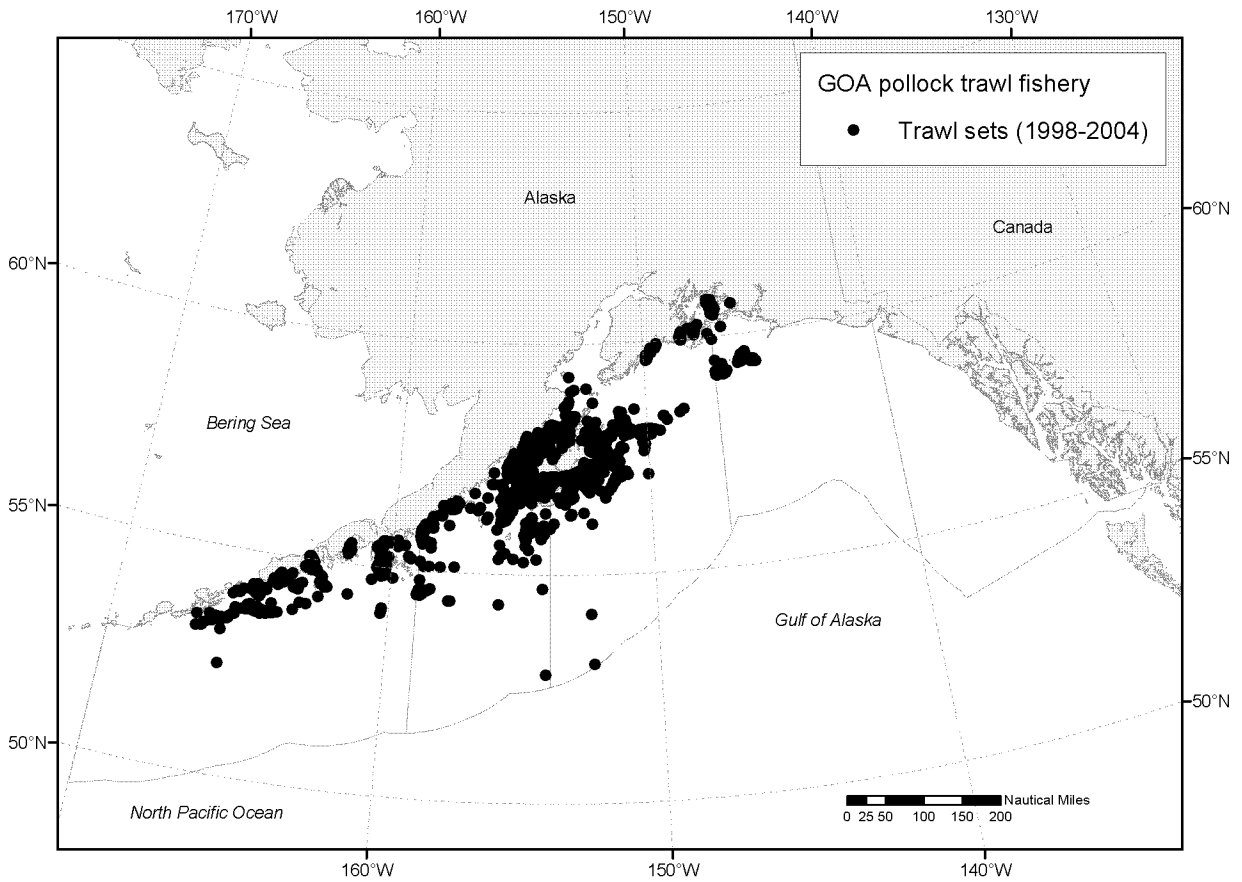 170°W 160°W 150°W 140°W 130°W
GOA pollock trawl fishery
Trawl sets (1998-2004)
Alaska
60°N
Canada
60°N
Bering Sea
55°N
55°N
Gulf of Alaska
50°N
50°N
Nautical Miles
North Pacific Ocean
0 25 50 100 150 200
160°W 150°W 140°W